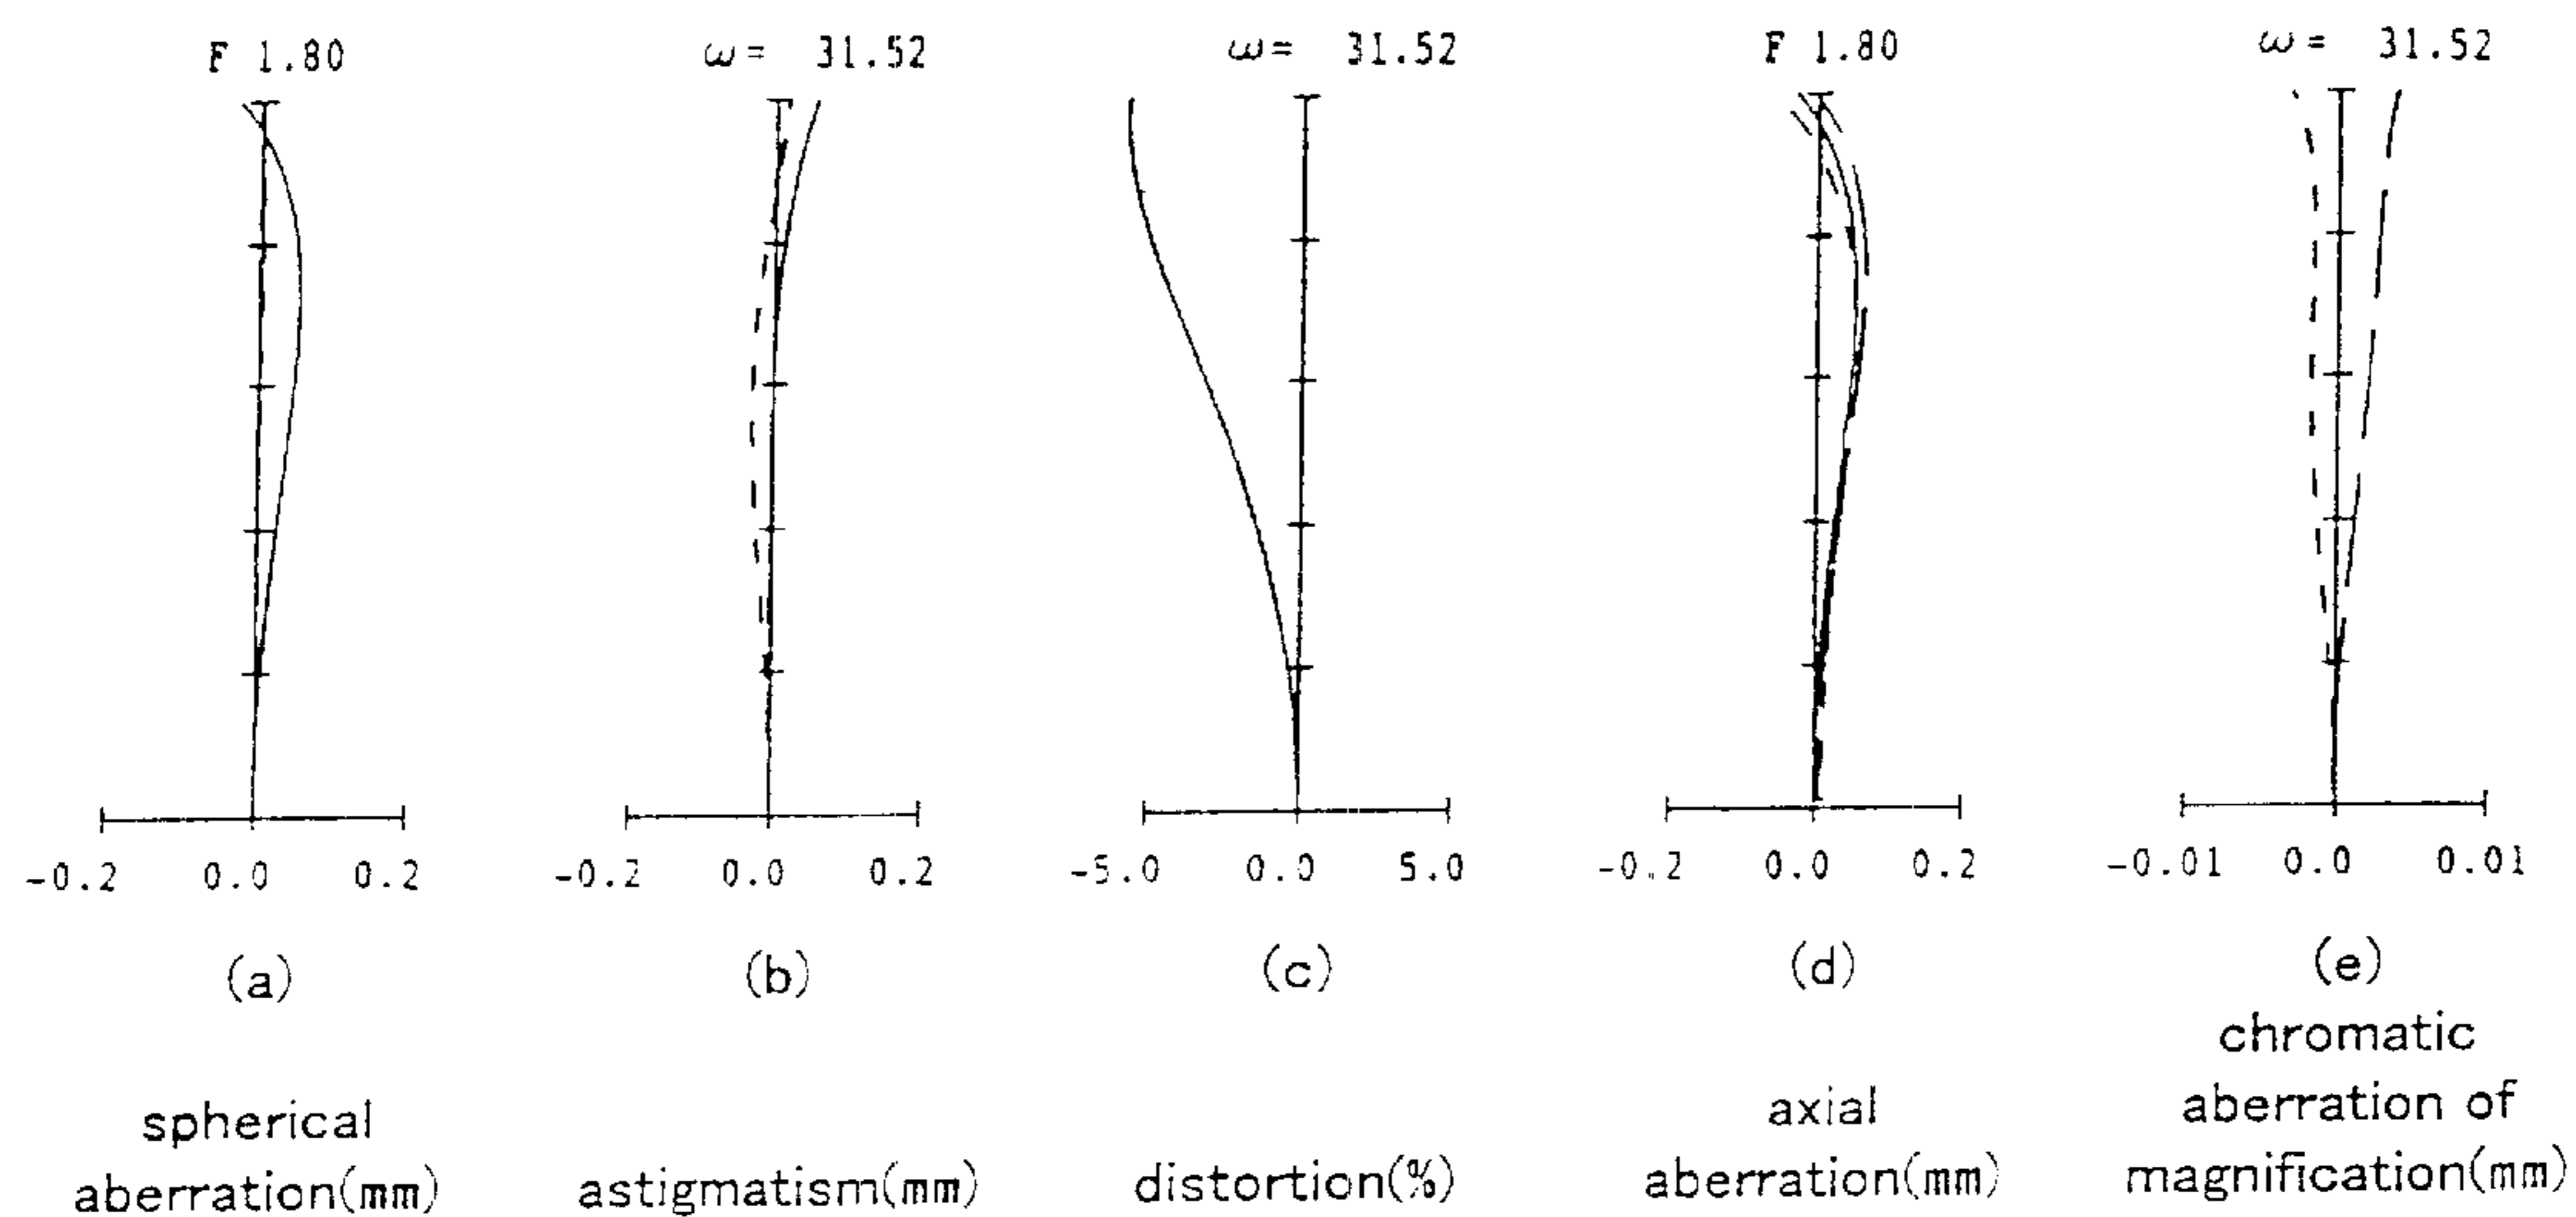 F 1.80
ω= 31.52
ω= 31.52
F 1.80
ω= 31.52
-0.2 0.0 0.2
-0.2 0.0 0.2
-5.0 0.0 5.0
-0.2 0.0 0.2
-0.01 0.0 0.01
(a)
(b)
(c)
(d)
(e)
spherical
aberration(mm)
astigmatism(mm)
distortion(%)
axial
aberration(mm)
chromatic
aberration of
magnification(mm)